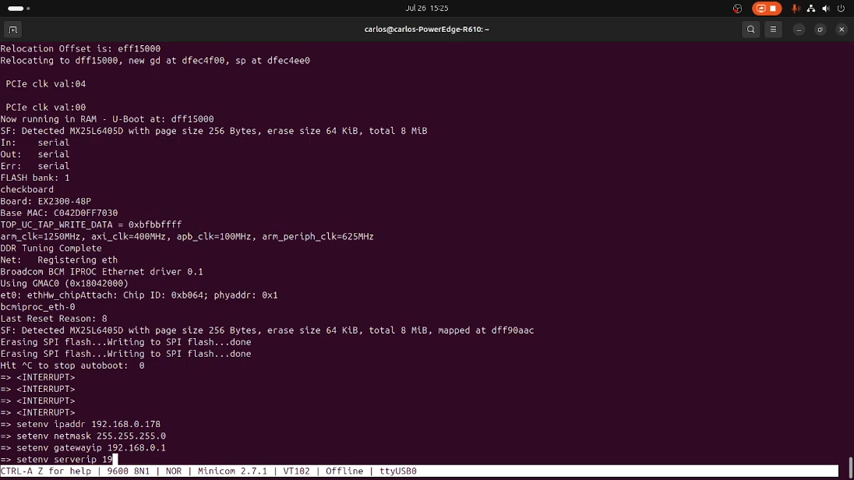 Jul 26 15:25
carlos@carlos-PowerEdge-R610: ~
Relocation Offset is: eff15000
Relocating to dff15000, new gd at dfec4f00, sp at dfec4ee0
PCIe clk val:04
PCIe clk val:00
Now running in RAM - U-Boot at: dff15000
SF: Detected MX25L6405D with page size 256 Bytes, erase size 64 KiB, total 8 MiB
In:    serial
Out:   serial
Err:   serial
FLASH bank: 1
checkboard
Board: EX2300-48P
Base MAC: C042D0FF7030
TOP_UC_TAP_WRITE_DATA = 0xbfbbffff
arm_clk=1250MHz, axi_clk=400MHz, apb_clk=100MHz, arm_periph_clk=625MHz
DDR Tuning Complete
Net:   Registering eth
Broadcom BCM IPROC Ethernet driver 0.1
Using GMAC0 (0x18042000)
et0: ethHw_chipAttach: Chip ID: 0xb064; phyaddr: 0x1
bcmiproc_eth-0
Last Reset Reason: 8
SF: Detected MX25L6405D with page size 256 Bytes, erase size 64 KiB, total 8 MiB, mapped at dff90aac
Erasing SPI flash...Writing to SPI flash...done
Erasing SPI flash...Writing to SPI flash...done
Hit ^C to stop autoboot:  0
=> <INTERRUPT>
=> <INTERRUPT>
=> <INTERRUPT>
=> <INTERRUPT>
=> setenv ipaddr 192.168.0.178
=> setenv netmask 255.255.255.0
=> setenv gatewayip 192.168.0.1
=> setenv serverip 19
CTRL-A Z for help | 9600 8N1 | NOR | Minicom 2.7.1 | VT102 | Offline | ttyUSB0